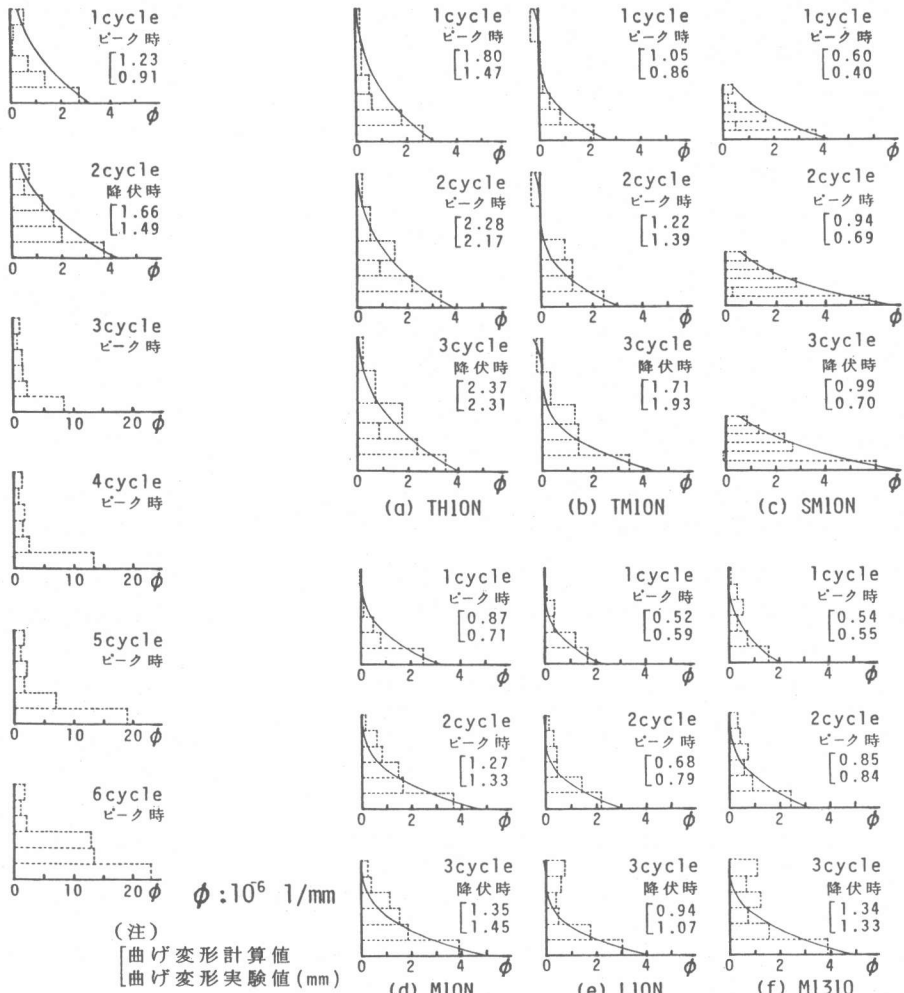 1cycle
ピーク時
1.23
0.91
0 2 4 φ
2cycle
降伏時
1.66
1.49
0 2 4 φ
3cycle
ピーク時
0 10 20 φ
4cycle
ピーク時
0 10 20 φ
5cycle
ピーク時
0 10 20 φ
6cycle
ピーク時
0 10 20 φ
φ:10⁻⁶ 1/mm
(注)
曲げ変形計算値
曲げ変形実験値(mm)
1cycle
ピーク時
1.80
1.47
0 2 4 φ
2cycle
ピーク時
2.28
2.17
0 2 4 φ
3cycle
降伏時
2.37
2.31
0 2 4 φ
(a) TH10N
1cycle
ピーク時
1.05
0.86
0 2 4 φ
2cycle
ピーク時
1.22
1.39
0 2 4 φ
3cycle
降伏時
1.71
1.93
0 2 4 φ
(b) TM10N
1cycle
ピーク時
0.60
0.40
0 2 4 φ
2cycle
ピーク時
0.94
0.69
0 2 4 6 φ
3cycle
降伏時
0.99
0.70
0 2 4 6 φ
(c) SM10N
1cycle
ピーク時
0.87
0.71
0 2 4 φ
2cycle
ピーク時
1.27
1.33
0 2 4 φ
3cycle
降伏時
1.35
1.45
0 2 4 φ
(d) M10N
1cycle
ピーク時
0.52
0.59
0 2 4 φ
2cycle
ピーク時
0.68
0.79
0 2 4 φ
3cycle
降伏時
0.94
1.07
0 2 4 φ
(e) L10N
1cycle
ピーク時
0.54
0.55
0 2 4 φ
2cycle
ピーク時
0.85
0.84
0 2 4 φ
3cycle
降伏時
1.34
1.33
0 2 4 φ
(f) M1310